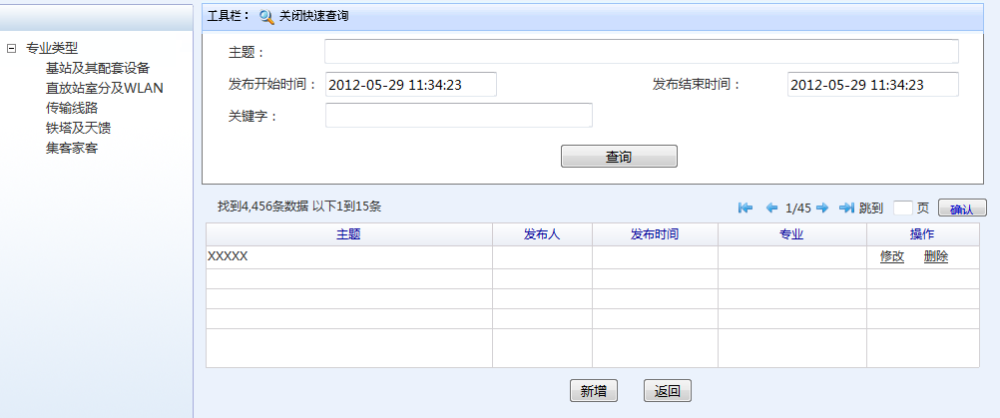 专业类型
基站及其配套设备
直放站室分及WLAN
传输线路
铁塔及天馈
集客家客
工具栏： 关闭快速查询
主题：
发布开始时间： 2012-05-29 11:34:23 发布结束时间： 2012-05-29 11:34:23
关键字：
查询
找到4,456条数据 以下1到15条 1/45 跳到 页 确认
主题 发布人 发布时间 专业 操作
XXXXX 修改 删除
新增 返回